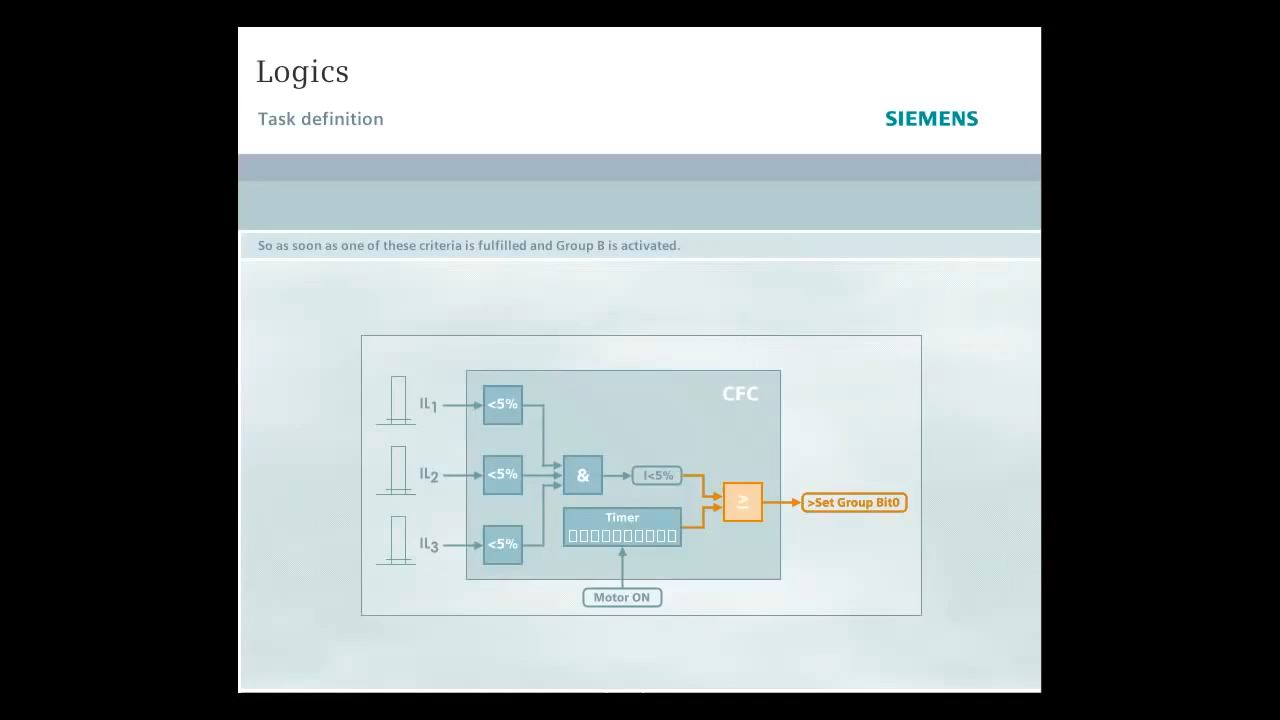 Logics
Task definition
SIEMENS
So as soon as one of these criteria is fulfilled and Group B is activated.
CFC
IL1
<5%
IL2
<5%
&
I<5%
≥
>Set Group Bit0
Timer
IL3
<5%
Motor ON